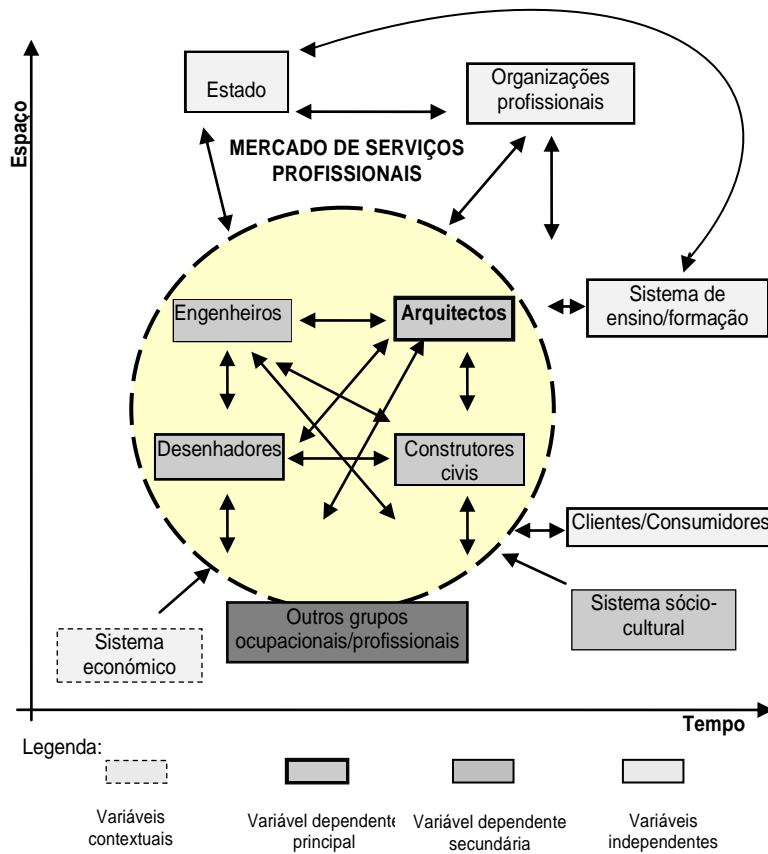 Espaço
Estado
Organizações
profissionais
MERCADO DE SERVIÇOS
PROFISSIONAIS
Engenheiros
Arquitectos
Sistema de
ensino/formação
Desenhadores
Construtores
civis
Clientes/Consumidores
Outros grupos
ocupacionais/profissionais
Sistema sócio-
cultural
Sistema
económico
Tempo
Legenda:
Variáveis
contextuais
Variável dependente
principal
Variável dependente
secundária
Variáveis
independentes